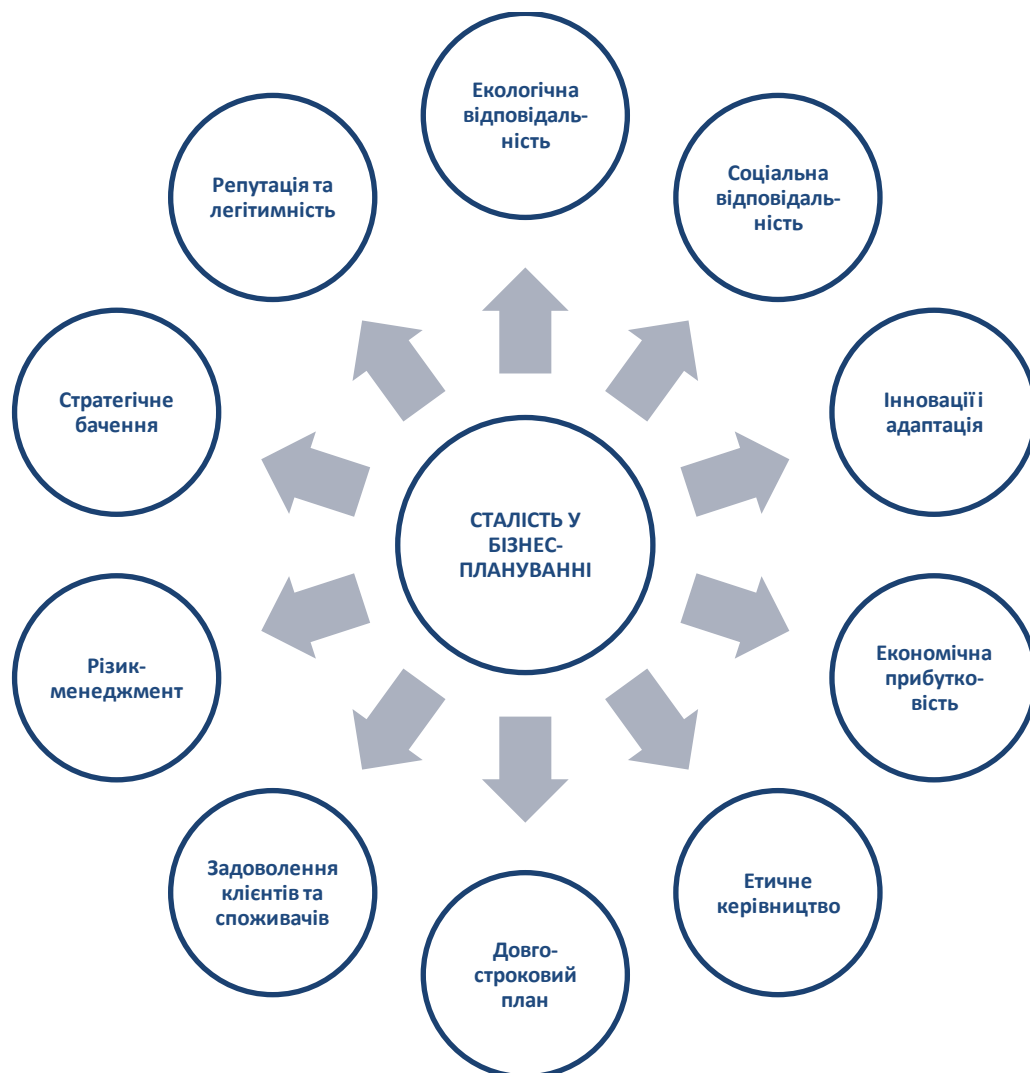 Екологічна
відповідаль-
ність
Соціальна
відповідаль-
ність
Інновації і
адаптація
Економічна
прибутко-
вість
Етичне
керівництво
Довго-
строковий
план
Задоволення
клієнтів та
споживачів
Різик-
менеджмент
Стратегічне
бачення
Репутація та
легітимність
СТАЛІСТЬ У
БІЗНЕС-
ПЛАНУВАННІ